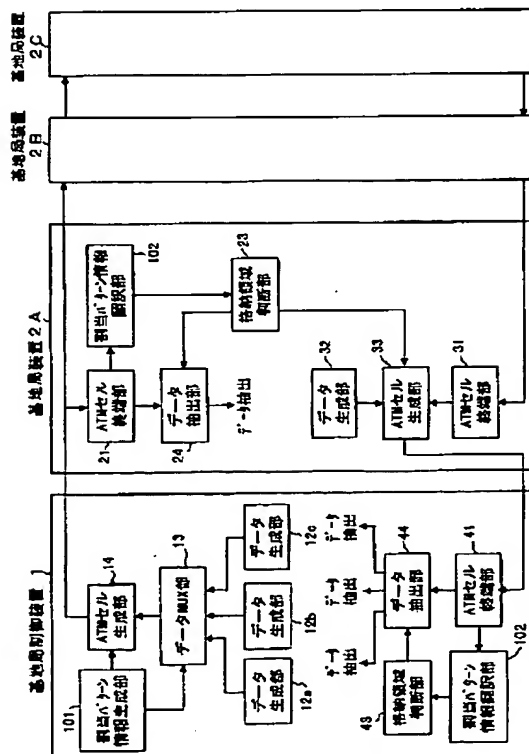 基地局制御装置 1
101
割当パターン
情報生成部
14
ATMセル
生成部
13
データMUX部
データ
生成部
12a
データ
生成部
12b
データ
生成部
12c
データ
抽出
データ
抽出
データ
抽出
44
データ
抽出部
41
ATMセル
終端部
43
格納領域
判断部
割当パターン
情報翻訳部
102
基地局装置 2A
21
ATMセル
終端部
割当パターン情報
翻訳部
102
24
データ
抽出部
データ抽出
23
格納領域
判断部
32
データ
生成部
33
ATMセル
生成部
31
ATMセル
終端部
基地局装置
2B
基地局装置
2C